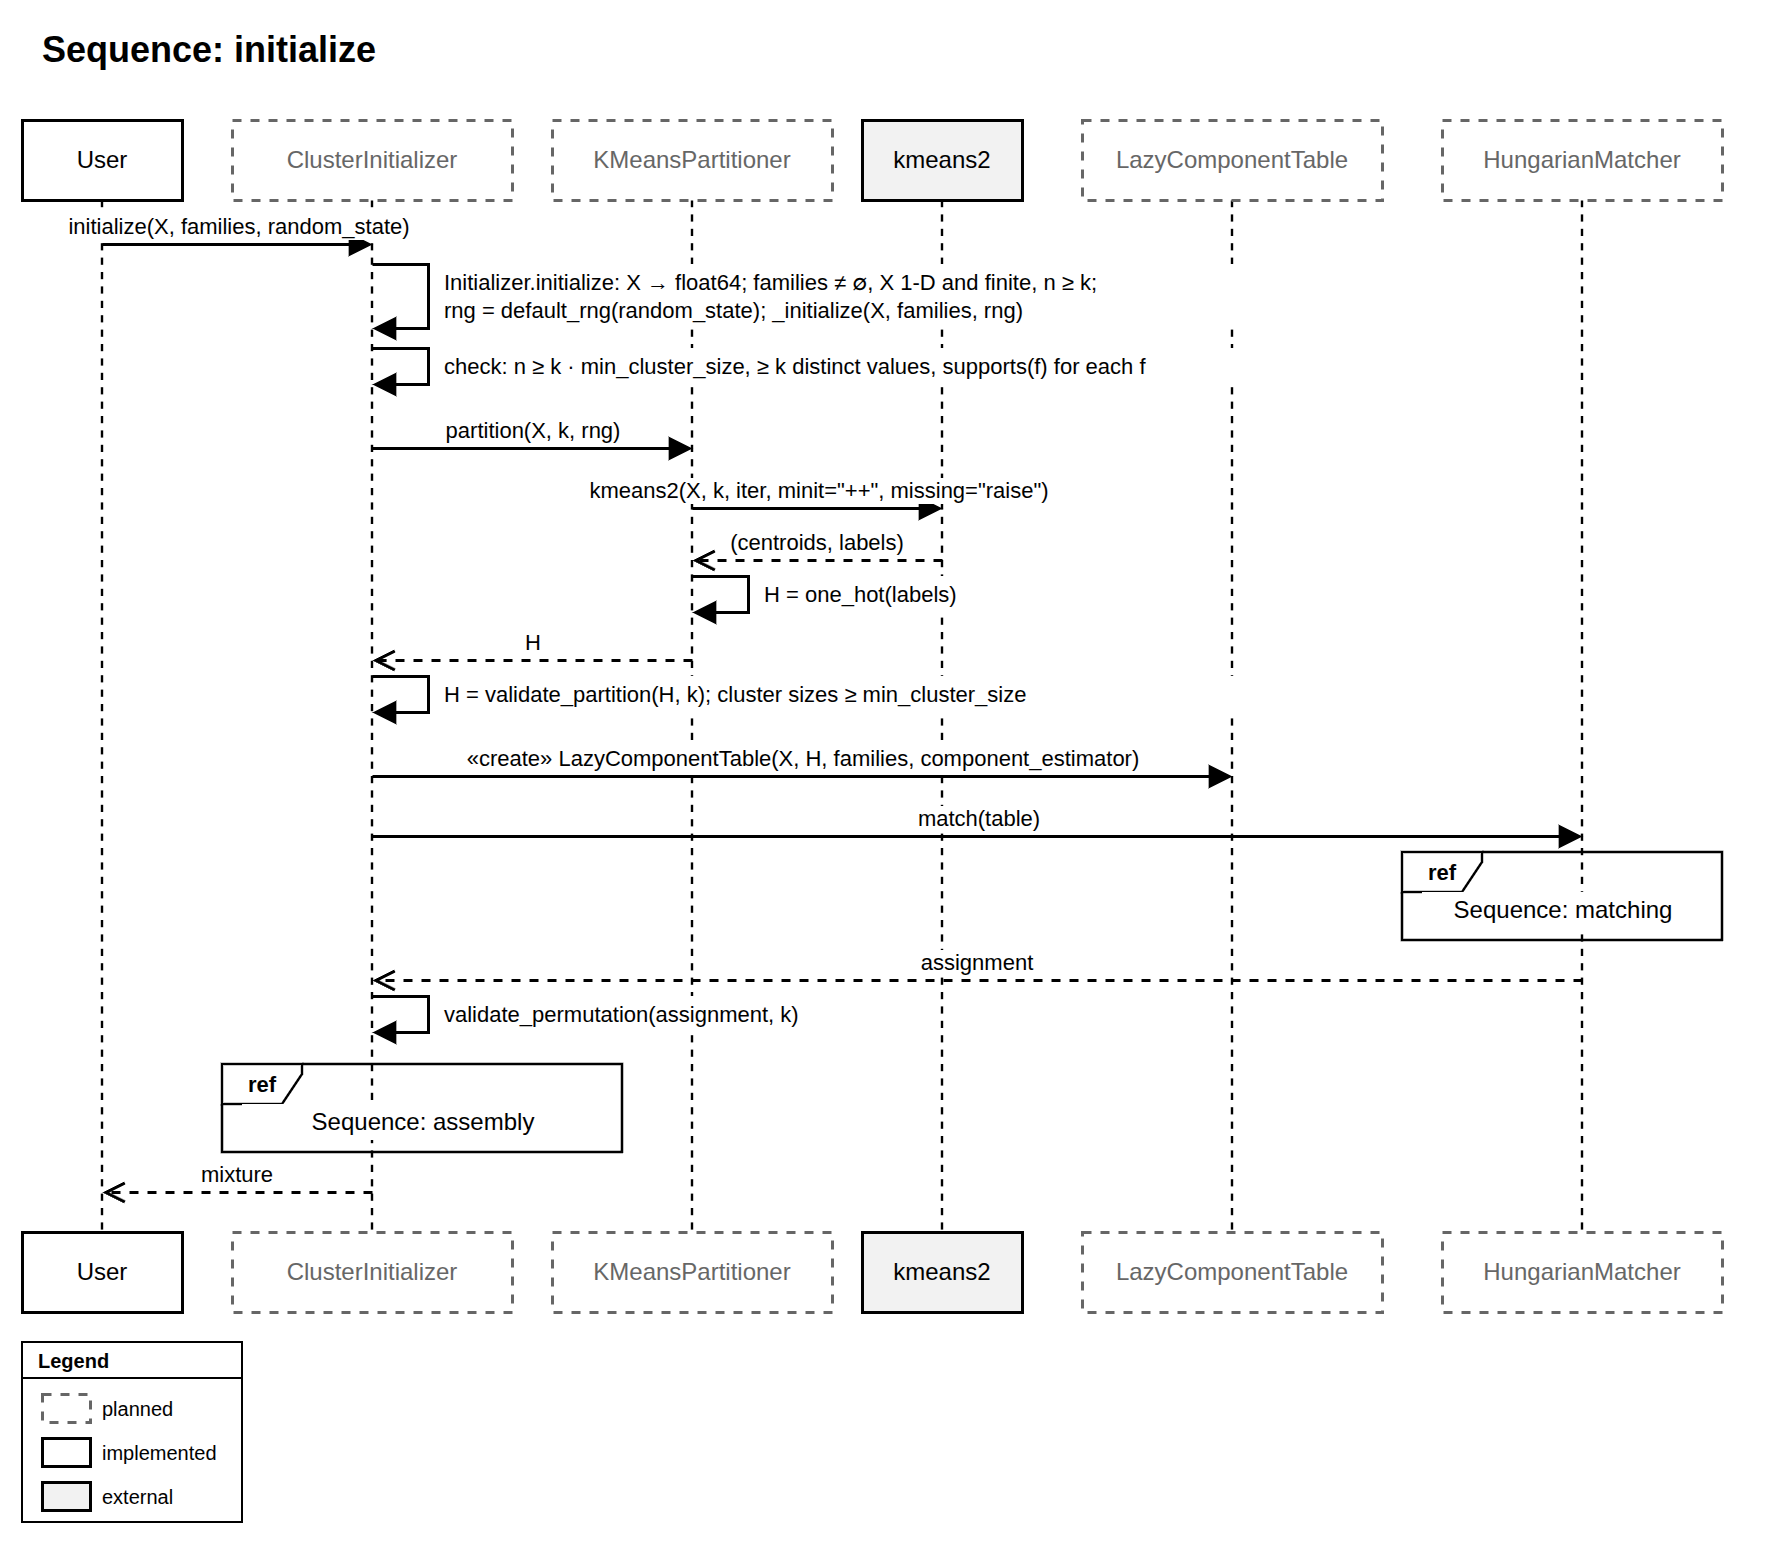 Sequence: initialize
User
ClusterInitializer
KMeansPartitioner
kmeans2
LazyComponentTable
HungarianMatcher
initialize(X, families, random_state)
Initializer.initialize: X → float64; families ≠ ∅, X 1-D and finite, n ≥ k;
rng = default_rng(random_state); _initialize(X, families, rng)
check: n ≥ k · min_cluster_size, ≥ k distinct values, supports(f) for each f
partition(X, k, rng)
kmeans2(X, k, iter, minit="++", missing="raise")
(centroids, labels)
H = one_hot(labels)
H
H = validate_partition(H, k); cluster sizes ≥ min_cluster_size
«create» LazyComponentTable(X, H, families, component_estimator)
match(table)
ref
Sequence: matching
assignment
validate_permutation(assignment, k)
ref
Sequence: assembly
mixture
User
ClusterInitializer
KMeansPartitioner
kmeans2
LazyComponentTable
HungarianMatcher
Legend
planned
implemented
external